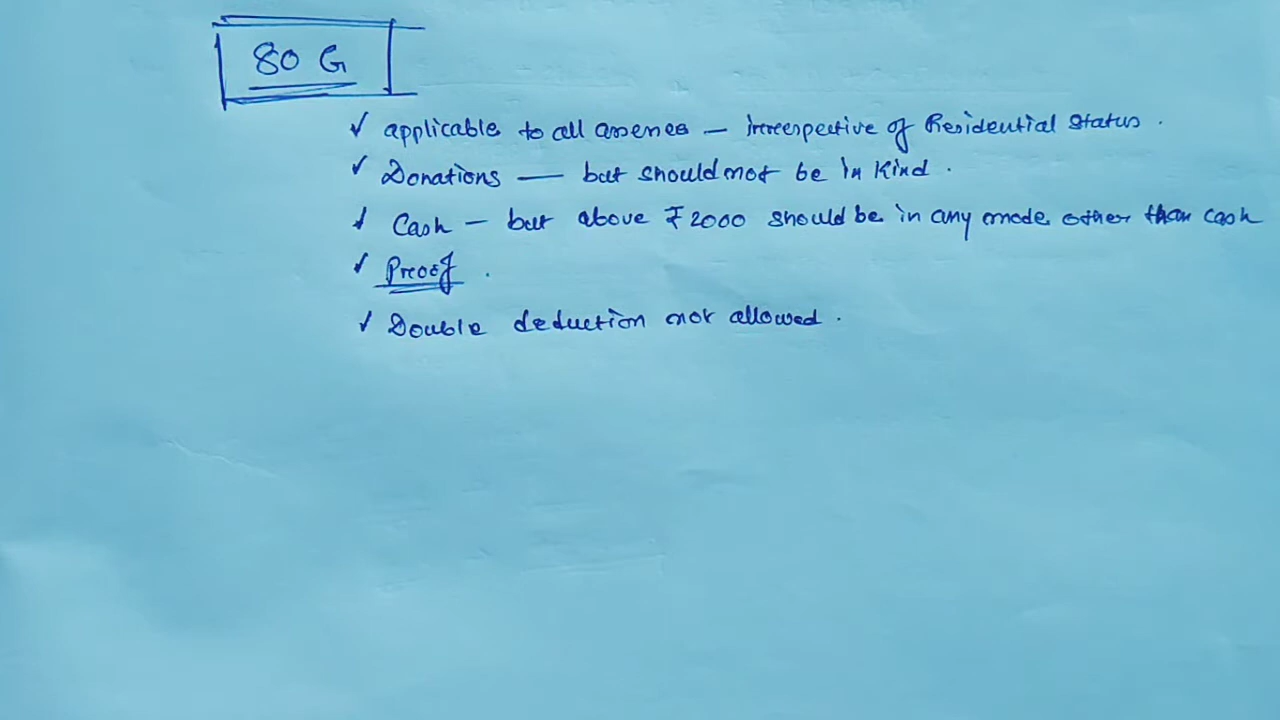 80 G
✓ applicable to all assesses — irrespective of Residential Status .
✓ Donations — but should not be in Kind .
✓ Cash — but above ₹2000 should be in any mode other than cash
✓ Proof .
✓ Double deduction not allowed .